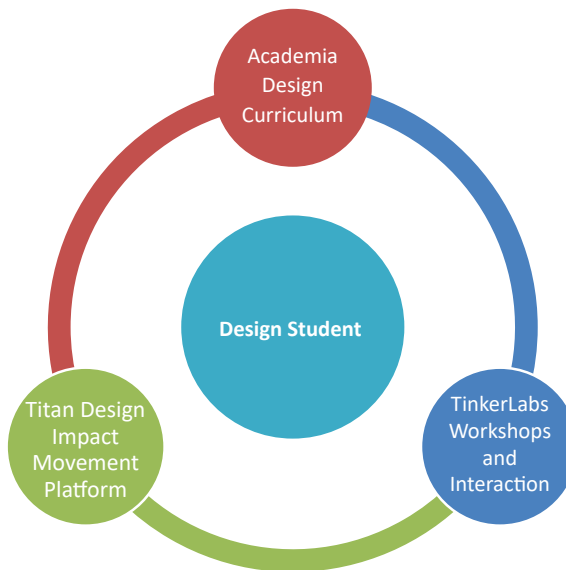 Academia
Design
Curriculum
Design Student
Titan Design
Impact
Movement
Platform
TinkerLabs
Workshops
and
Interaction